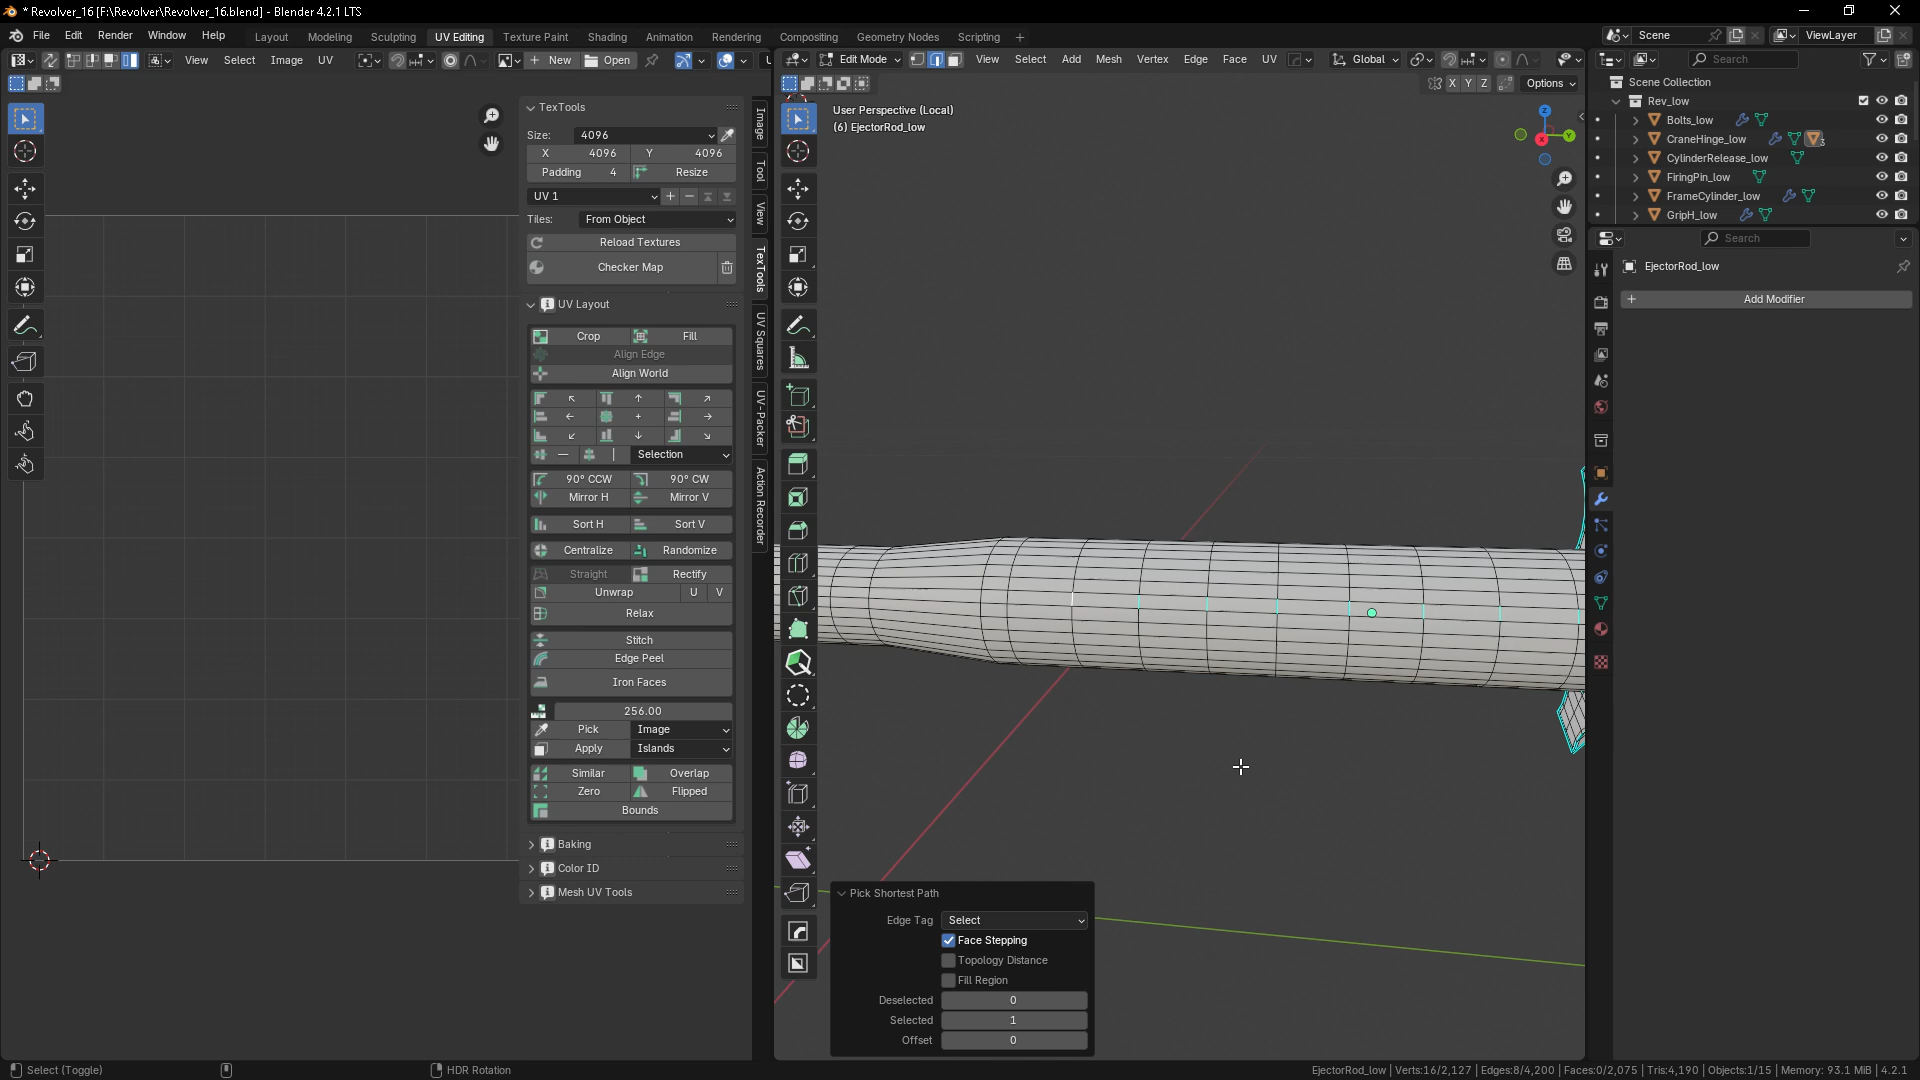 * Revolver_16 [F:\Revolver\Revolver_16.blend] - Blender 4.2.1 LTS
File Edit Render Window Help
Layout Modeling Sculpting UV Editing Texture Paint Shading Animation Rendering Compositing Geometry Nodes Scripting +
Scene
ViewLayer
View Select Image UV
New
Open
Edit Mode
View Select Add Mesh Vertex Edge Face UV
Global
Search
X Y Z
Options
User Perspective (Local)
(6) EjectorRod_low
TexTools
Size: 4096
X 4096 Y 4096
Padding 4
Resize
UV 1
Tiles: From Object
Reload Textures
Checker Map
UV Layout
Crop Fill
Align Edge
Align World
Selection
90° CCW 90° CW
Mirror H Mirror V
Sort H Sort V
Centralize Randomize
Straight Rectify
Unwrap U V
Relax
Stitch
Edge Peel
Iron Faces
256.00
Pick Image
Apply Islands
Similar Overlap
Zero Flipped
Bounds
Baking
Color ID
Mesh UV Tools
Image
Tool
View
TexTools
UV Squares
UV-Packer
Action Recorder
Pick Shortest Path
Edge Tag Select
Face Stepping
Topology Distance
Fill Region
Deselected 0
Selected 1
Offset 0
Scene Collection
Rev_low
Bolts_low
CraneHinge_low 3
CylinderRelease_low
FiringPin_low
FrameCylinder_low
GripH_low
Search
EjectorRod_low
Add Modifier
Select (Toggle)
HDR Rotation
EjectorRod_low | Verts:16/2,127 | Edges:8/4,200 | Faces:0/2,075 | Tris:4,190 | Objects:1/15 | Memory: 93.1 MiB | 4.2.1